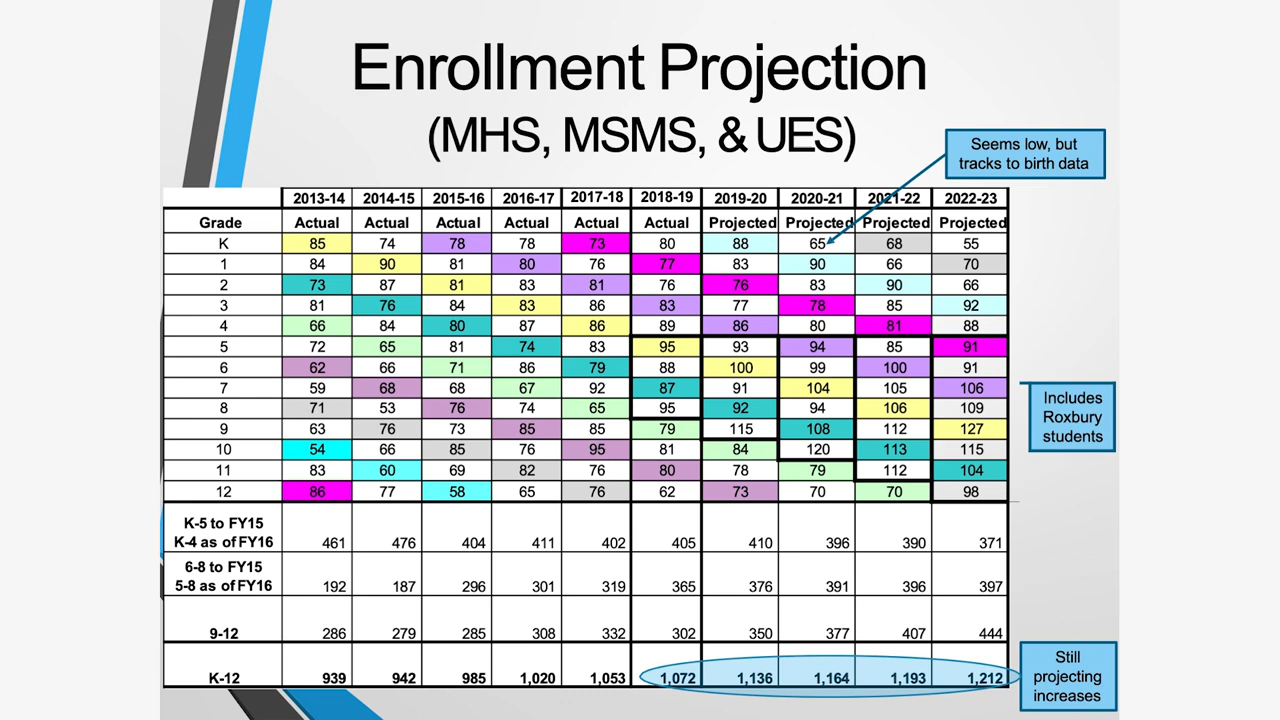 Enrollment Projection
(MHS, MSMS, & UES)
Seems low, but
tracks to birth data
2013-14 2014-15 2015-16 2016-17 2017-18 2018-19 2019-20 2020-21 2021-22 2022-23
Grade Actual Actual Actual Actual Actual Actual Projected Projected Projected Projected
K 85 74 78 78 73 80 88 65 68 55
1 84 90 81 80 76 77 83 90 66 70
2 73 87 81 83 81 76 76 83 90 66
3 81 76 84 83 86 83 77 78 85 92
4 66 84 80 87 86 89 86 80 81 88
5 72 65 81 74 83 95 93 94 85 91
6 62 66 71 86 79 88 100 99 100 91
7 59 68 68 67 92 87 91 104 105 106
8 71 53 76 74 65 95 92 94 106 109
9 63 76 73 85 85 79 115 108 112 127
10 54 66 85 76 95 81 84 120 113 115
11 83 60 69 82 76 80 78 79 112 104
12 86 77 58 65 76 62 73 70 70 98
Includes
Roxbury
students
K-5 to FY15
K-4 as of FY16 461 476 404 411 402 405 410 396 390 371
6-8 to FY15
5-8 as of FY16 192 187 296 301 319 365 376 391 396 397
9-12 286 279 285 308 332 302 350 377 407 444
K-12 939 942 985 1,020 1,053 1,072 1,136 1,164 1,193 1,212
Still
projecting
increases